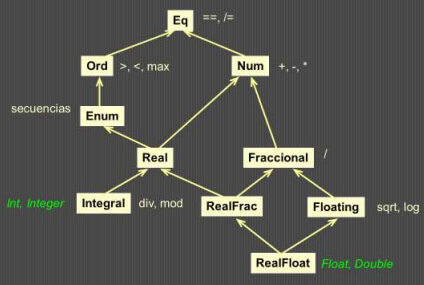 Eq ==, /=
Ord >, <, max Num +, -, *
secuencias Enum
Real Fraccional /
Int, Integer Integral div, mod RealFrac Floating sqrt, log
RealFloat Float, Double